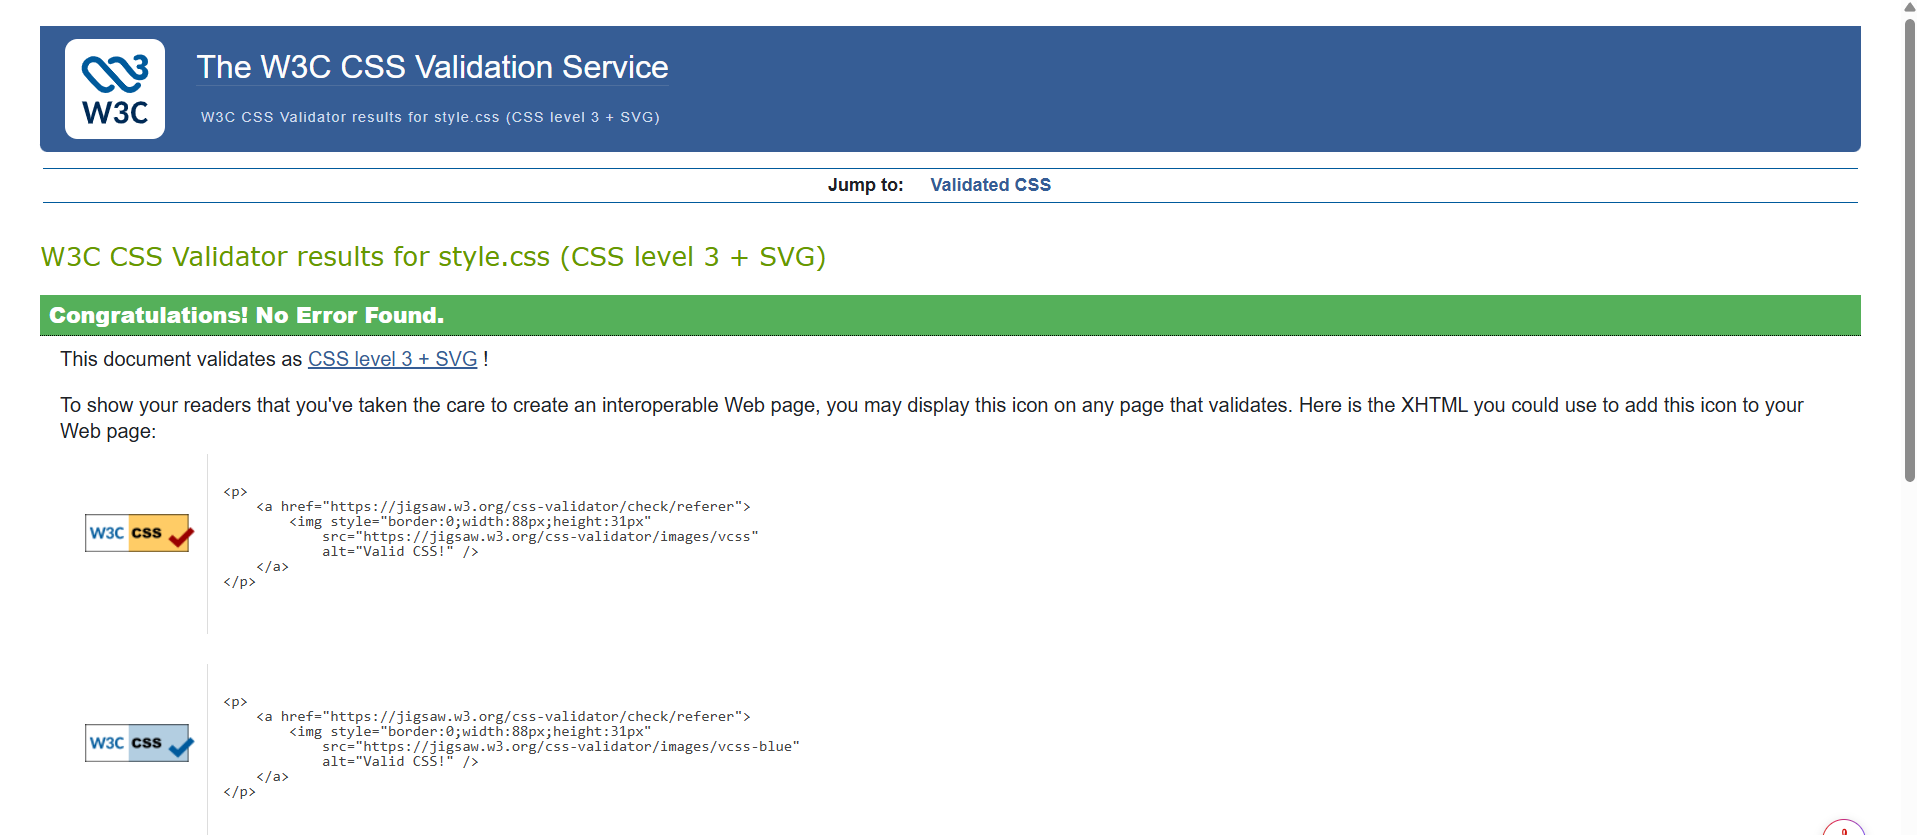 W3C
The W3C CSS Validation Service
W3C CSS Validator results for style.css (CSS level 3 + SVG)
Jump to: Validated CSS
W3C CSS Validator results for style.css (CSS level 3 + SVG)
Congratulations! No Error Found.
This document validates as CSS level 3 + SVG !
To show your readers that you've taken the care to create an interoperable Web page, you may display this icon on any page that validates. Here is the XHTML you could use to add this icon to your
Web page:
W3C css
<p>
    <a href="https://jigsaw.w3.org/css-validator/check/referer">
        <img style="border:0;width:88px;height:31px"
            src="https://jigsaw.w3.org/css-validator/images/vcss"
            alt="Valid CSS!" />
    </a>
</p>
W3C css
<p>
    <a href="https://jigsaw.w3.org/css-validator/check/referer">
        <img style="border:0;width:88px;height:31px"
            src="https://jigsaw.w3.org/css-validator/images/vcss-blue"
            alt="Valid CSS!" />
    </a>
</p>